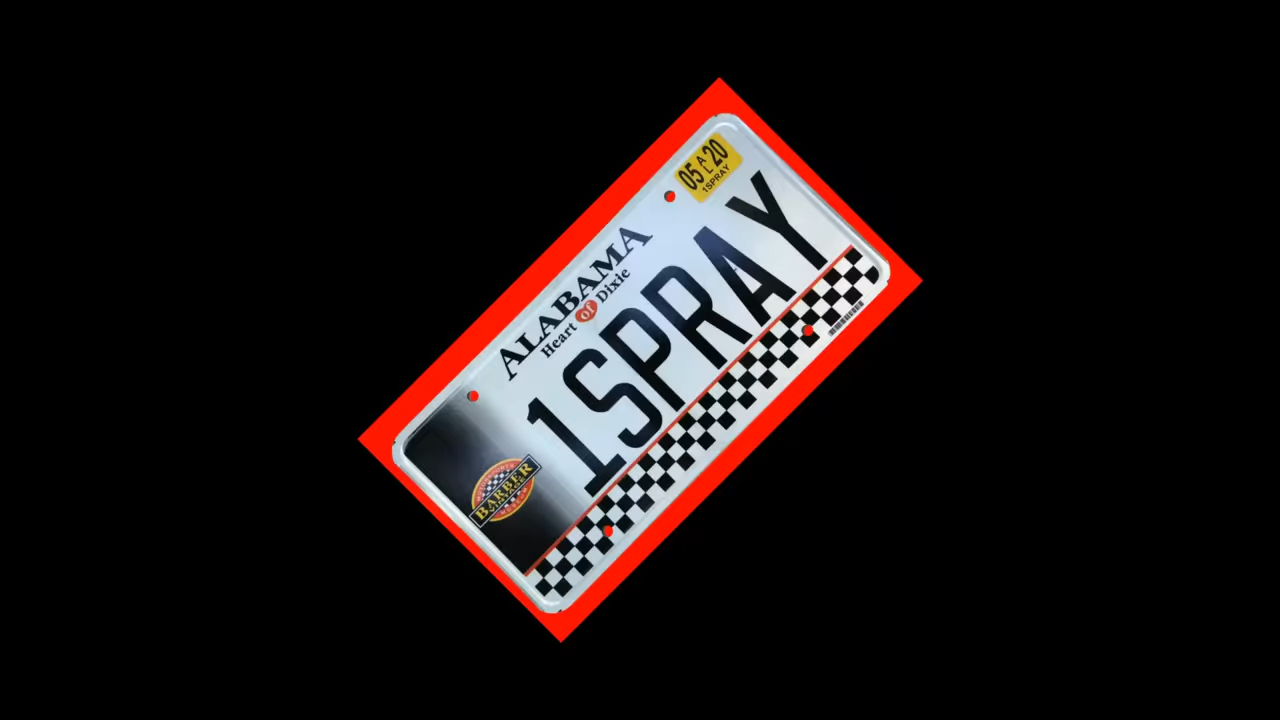 05 AL 20
1SPRAY
ALABAMA
Heart of Dixie
1SPRAY
BARBER